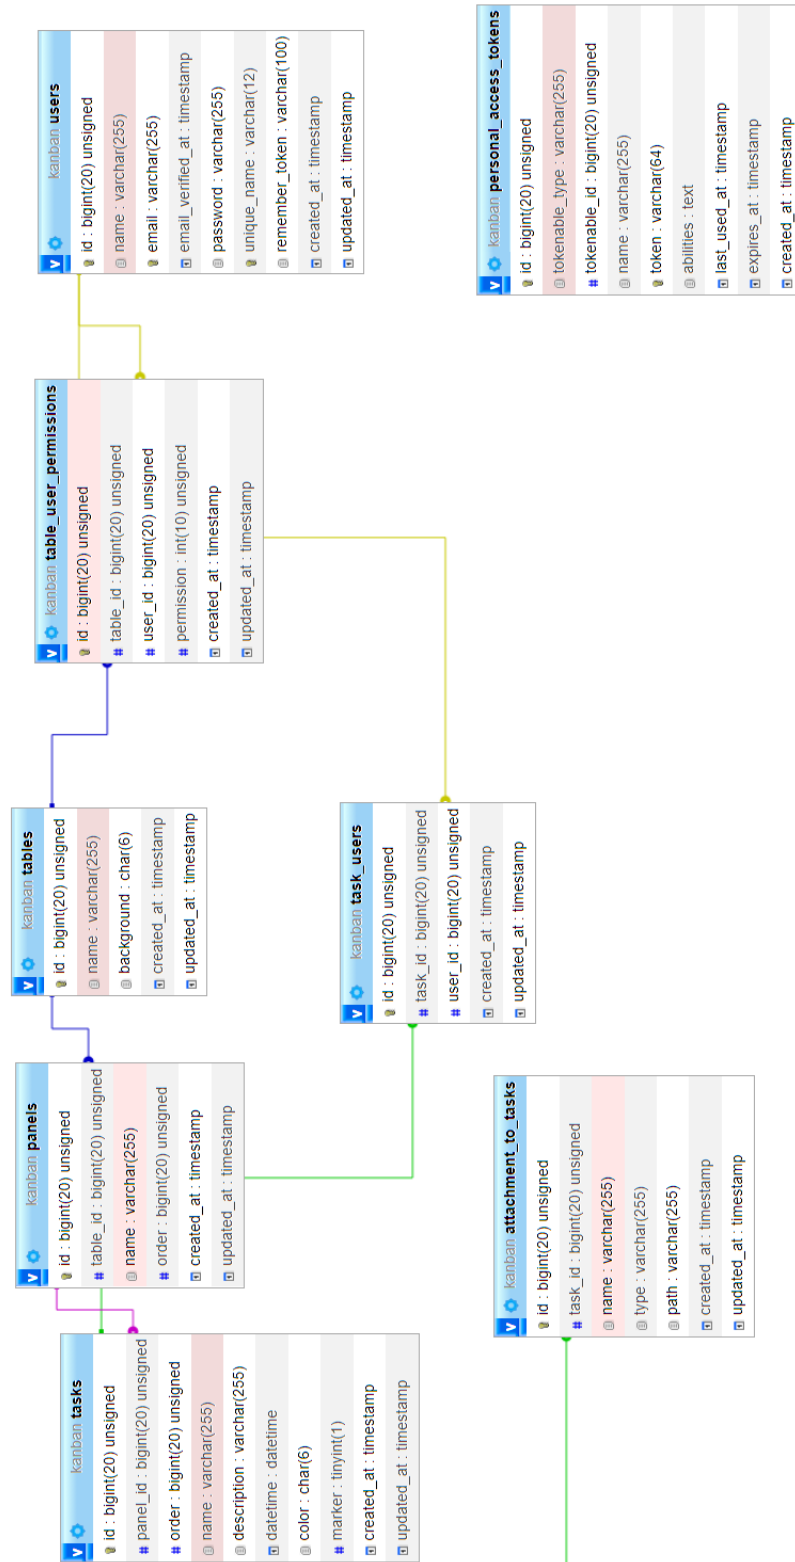 kanban tasks
id : bigint(20) unsigned
panel_id : bigint(20) unsigned
order : bigint(20) unsigned
name : varchar(255)
description : varchar(255)
datetime : datetime
color : char(6)
marker : tinyint(1)
created_at : timestamp
updated_at : timestamp
kanban panels
id : bigint(20) unsigned
table_id : bigint(20) unsigned
name : varchar(255)
order : bigint(20) unsigned
created_at : timestamp
updated_at : timestamp
kanban tables
id : bigint(20) unsigned
name : varchar(255)
background : char(6)
created_at : timestamp
updated_at : timestamp
kanban table_user_permissions
id : bigint(20) unsigned
table_id : bigint(20) unsigned
user_id : bigint(20) unsigned
permission : int(10) unsigned
created_at : timestamp
updated_at : timestamp
kanban users
id : bigint(20) unsigned
name : varchar(255)
email : varchar(255)
email_verified_at : timestamp
password : varchar(255)
unique_name : varchar(12)
remember_token : varchar(100)
created_at : timestamp
updated_at : timestamp
kanban task_users
id : bigint(20) unsigned
task_id : bigint(20) unsigned
user_id : bigint(20) unsigned
created_at : timestamp
updated_at : timestamp
kanban attachment_to_tasks
id : bigint(20) unsigned
task_id : bigint(20) unsigned
name : varchar(255)
type : varchar(255)
path : varchar(255)
created_at : timestamp
updated_at : timestamp
kanban personal_access_tokens
id : bigint(20) unsigned
tokenable_type : varchar(255)
tokenable_id : bigint(20) unsigned
name : varchar(255)
token : varchar(64)
abilities : text
last_used_at : timestamp
expires_at : timestamp
created_at : timestamp